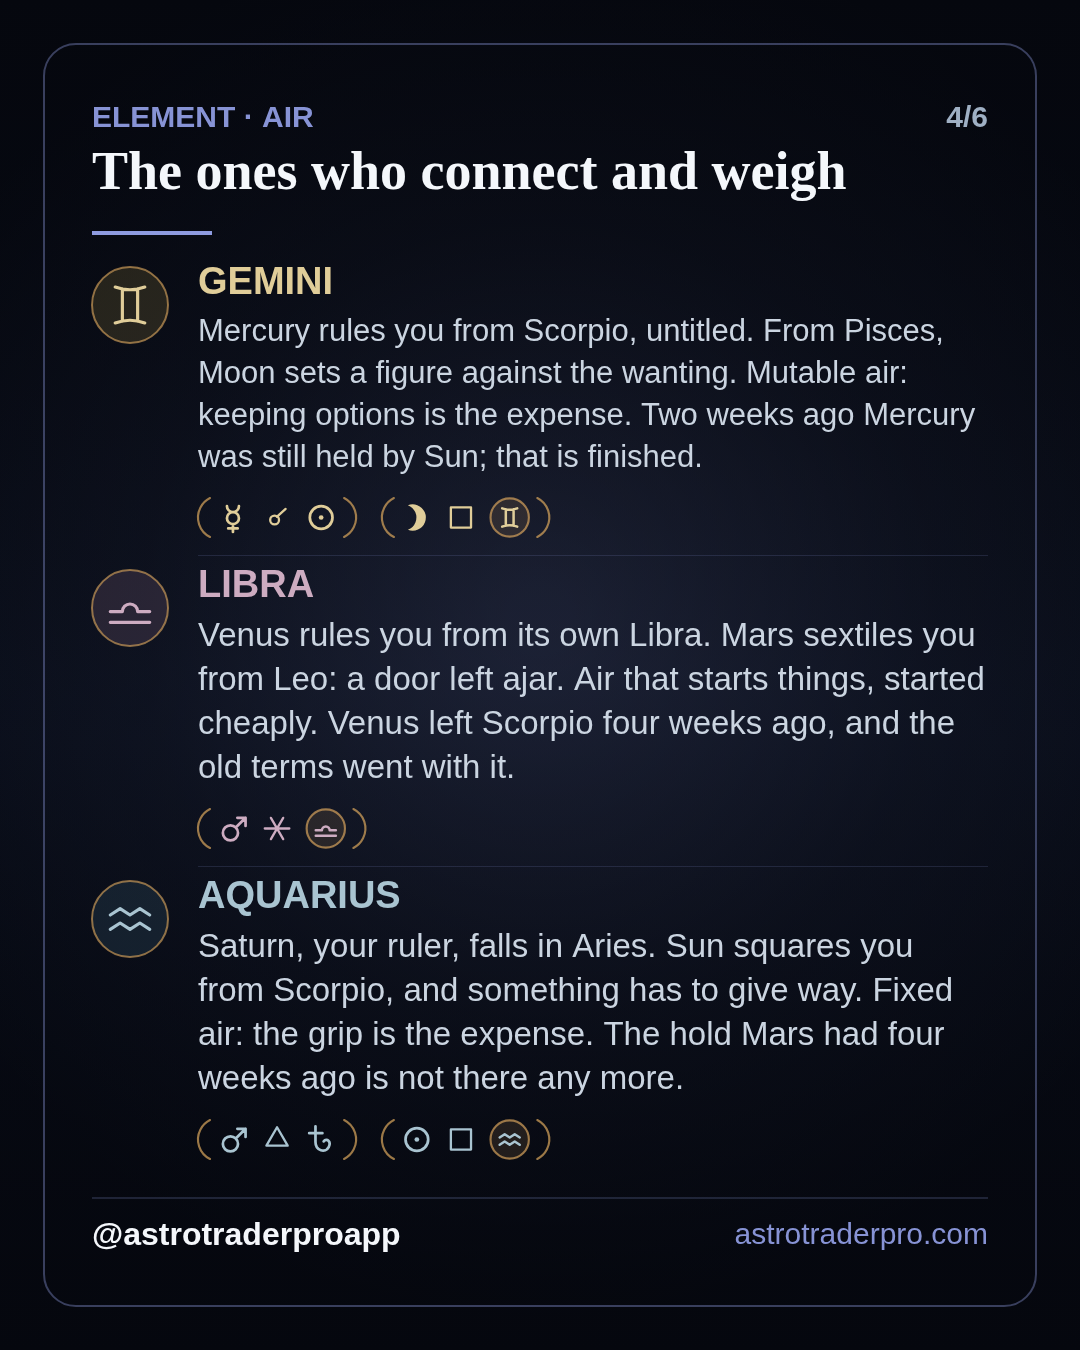 ELEMENT · AIR
4/6
The ones who connect and weigh
GEMINI
Mercury rules you from Scorpio, untitled. From Pisces,
Moon sets a figure against the wanting. Mutable air:
keeping options is the expense. Two weeks ago Mercury
was still held by Sun; that is finished.
LIBRA
Venus rules you from its own Libra. Mars sextiles you
from Leo: a door left ajar. Air that starts things, started
cheaply. Venus left Scorpio four weeks ago, and the
old terms went with it.
AQUARIUS
Saturn, your ruler, falls in Aries. Sun squares you
from Scorpio, and something has to give way. Fixed
air: the grip is the expense. The hold Mars had four
weeks ago is not there any more.
@astrotraderproapp
astrotraderpro.com